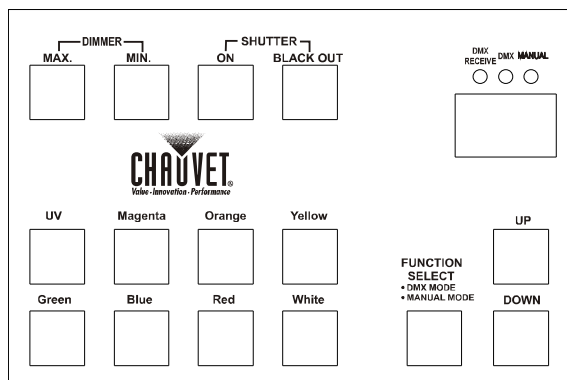 DIMMER
SHUTTER
MAX.
MIN.
ON
BLACK OUT
DMX RECEIVE
DMX
MANUAL
CHAUVET®
Value - Innovation - Performance
UV
Magenta
Orange
Yellow
UP
FUNCTION
SELECT
• DMX MODE
• MANUAL MODE
Green
Blue
Red
White
DOWN